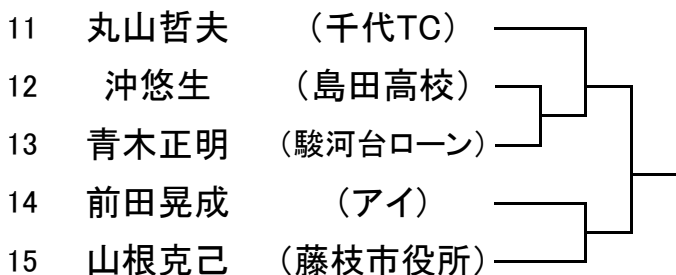 11 丸山哲夫 （千代TC）
12 沖悠生 （島田高校）
13 青木正明 （駿河台ローン）
14 前田晃成 （アイ）
15 山根克己 （藤枝市役所）